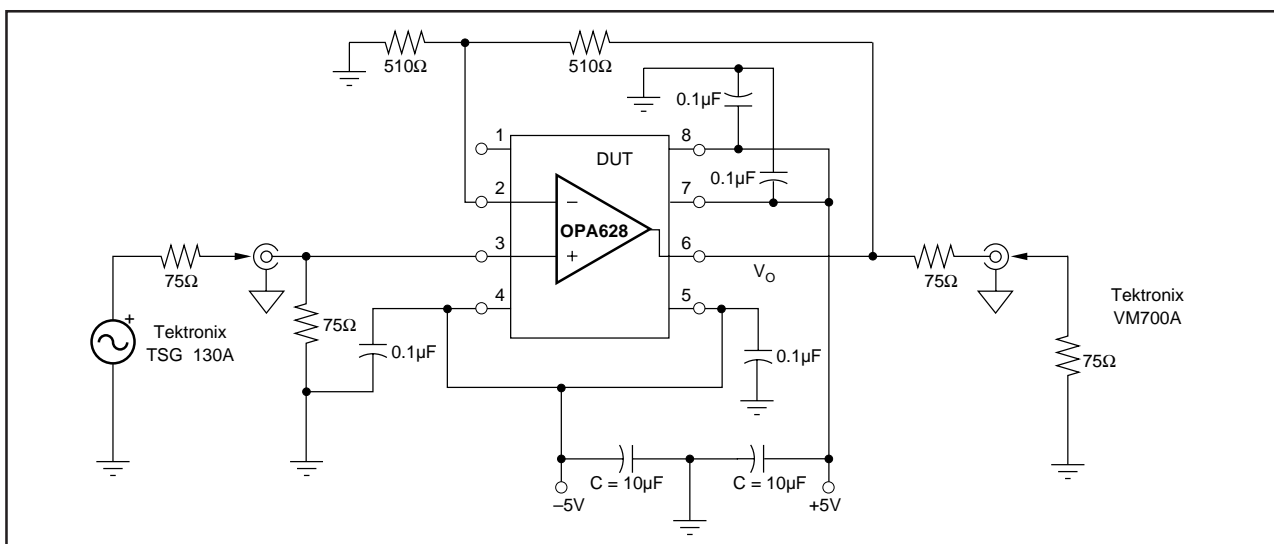 510Ω
510Ω
0.1µF
1
8
DUT
0.1µF
2
7
−
OPA628
3
+
6
V_O
75Ω
75Ω
4
5
Tektronix
VM700A
+
Tektronix
TSG 130A
75Ω
0.1µF
0.1µF
75Ω
C = 10µF
C = 10µF
–5V
+5V